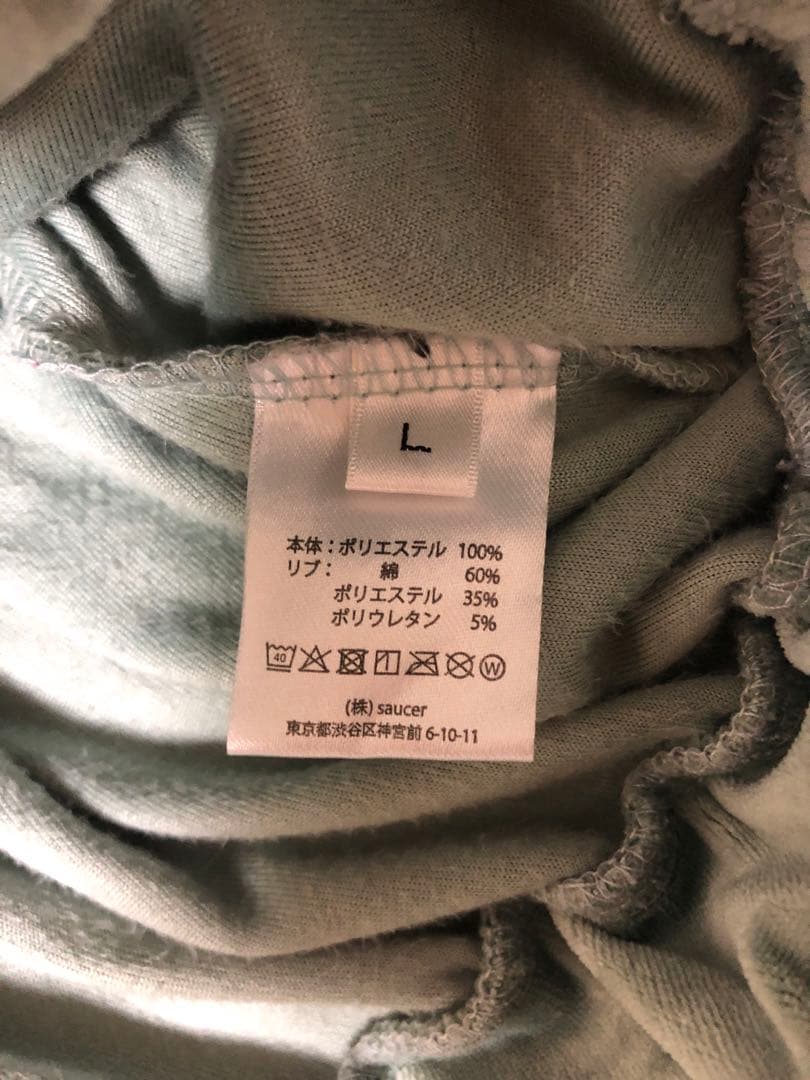 L
本体：ポリエステル 100%
リブ： 綿 60%
ポリエステル 35%
ポリウレタン 5%
40 W
(株) saucer
東京都渋谷区神宮前 6-10-11